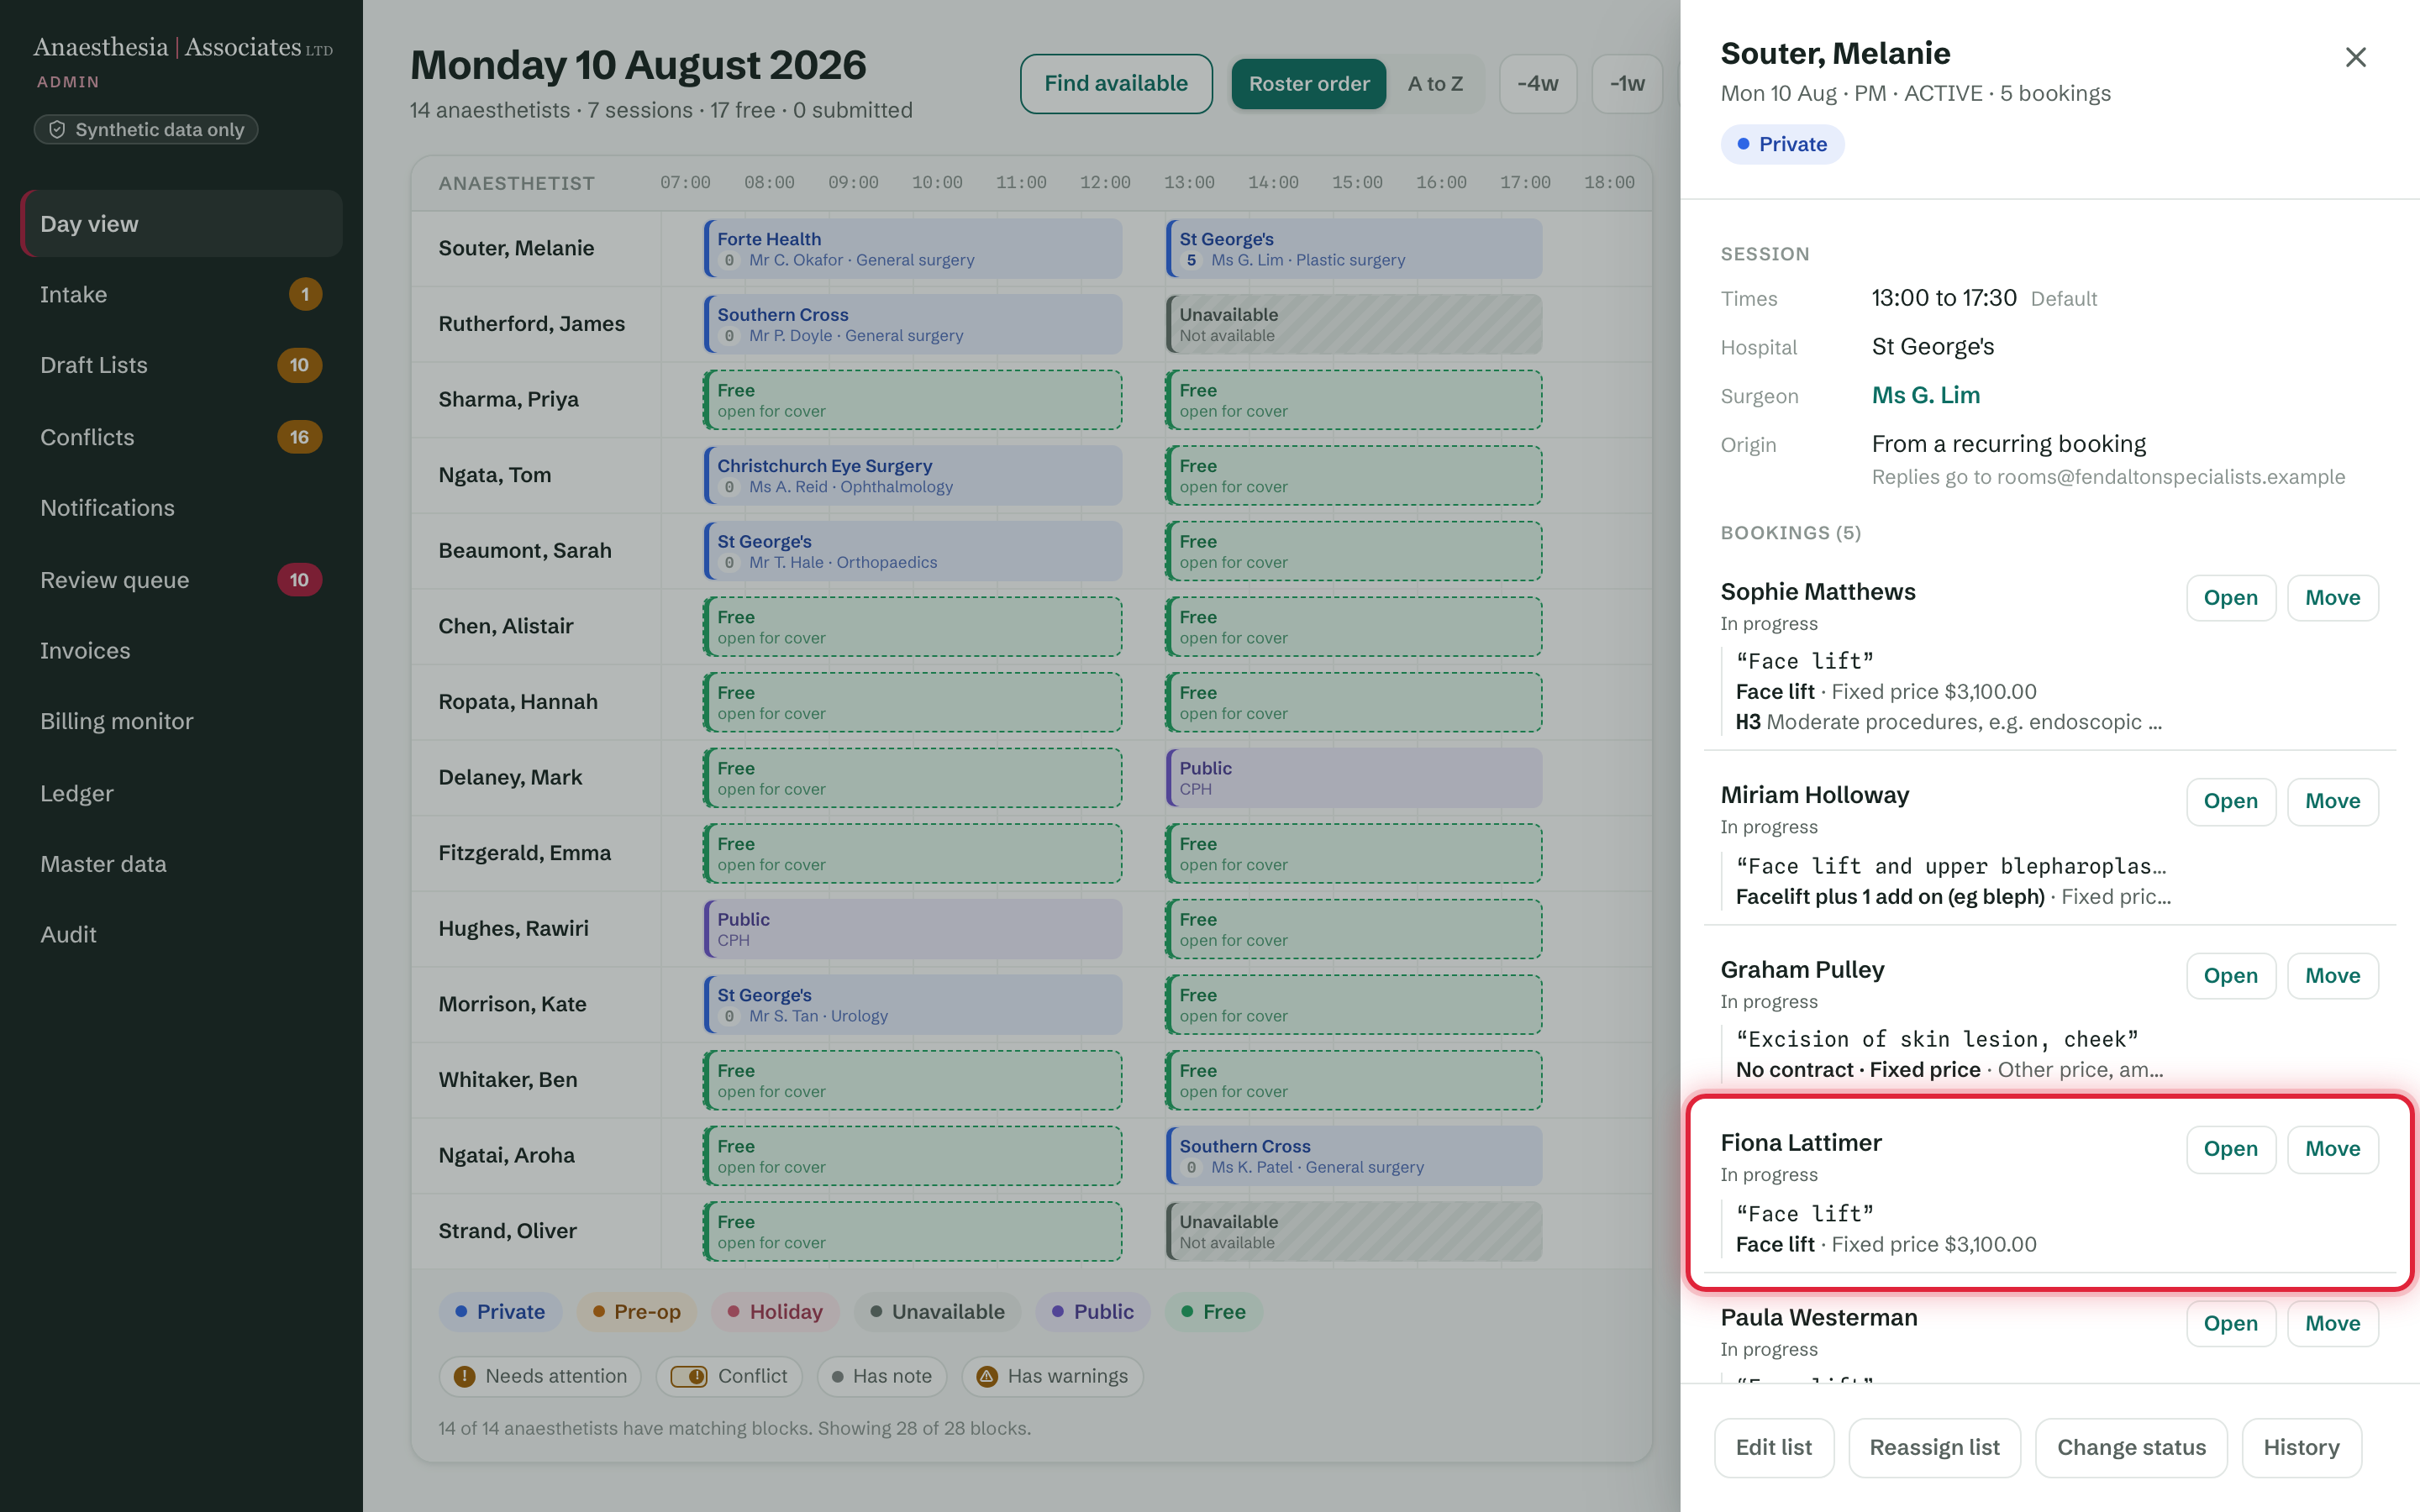 Anaesthesia | Associates LTD
ADMIN
Synthetic data only
Day view
Intake 1
Draft Lists 10
Conflicts 16
Notifications
Review queue 10
Invoices
Billing monitor
Ledger
Master data
Audit
Monday 10 August 2026
14 anaesthetists · 7 sessions · 17 free · 0 submitted
Find available
Roster order
A to Z
-4w
-1w
ANAESTHETIST 07:00 08:00 09:00 10:00 11:00 12:00 13:00 14:00 15:00 16:00 17:00 18:00
Souter, Melanie
Forte Health
0 Mr C. Okafor · General surgery
St George's
5 Ms G. Lim · Plastic surgery
Rutherford, James
Southern Cross
0 Mr P. Doyle · General surgery
Unavailable
Not available
Sharma, Priya
Free
open for cover
Free
open for cover
Ngata, Tom
Christchurch Eye Surgery
0 Ms A. Reid · Ophthalmology
Free
open for cover
Beaumont, Sarah
St George's
0 Mr T. Hale · Orthopaedics
Free
open for cover
Chen, Alistair
Free
open for cover
Free
open for cover
Ropata, Hannah
Free
open for cover
Free
open for cover
Delaney, Mark
Free
open for cover
Public
CPH
Fitzgerald, Emma
Free
open for cover
Free
open for cover
Hughes, Rawiri
Public
CPH
Free
open for cover
Morrison, Kate
St George's
0 Mr S. Tan · Urology
Free
open for cover
Whitaker, Ben
Free
open for cover
Free
open for cover
Ngatai, Aroha
Free
open for cover
Southern Cross
0 Ms K. Patel · General surgery
Strand, Oliver
Free
open for cover
Unavailable
Not available
Private
Pre-op
Holiday
Unavailable
Public
Free
Needs attention
Conflict
Has note
Has warnings
14 of 14 anaesthetists have matching blocks. Showing 28 of 28 blocks.
Souter, Melanie
Mon 10 Aug · PM · ACTIVE · 5 bookings
Private
SESSION
Times 13:00 to 17:30 Default
Hospital St George's
Surgeon Ms G. Lim
Origin From a recurring booking
Replies go to rooms@fendaltonspecialists.example
BOOKINGS (5)
Sophie Matthews
Open
Move
In progress
“Face lift”
Face lift · Fixed price $3,100.00
H3 Moderate procedures, e.g. endoscopic ...
Miriam Holloway
Open
Move
In progress
“Face lift and upper blepharoplas...
Facelift plus 1 add on (eg bleph) · Fixed pric...
Graham Pulley
Open
Move
In progress
“Excision of skin lesion, cheek”
No contract · Fixed price · Other price, am...
Fiona Lattimer
Open
Move
In progress
“Face lift”
Face lift · Fixed price $3,100.00
Paula Westerman
Open
Move
In progress
Edit list
Reassign list
Change status
History